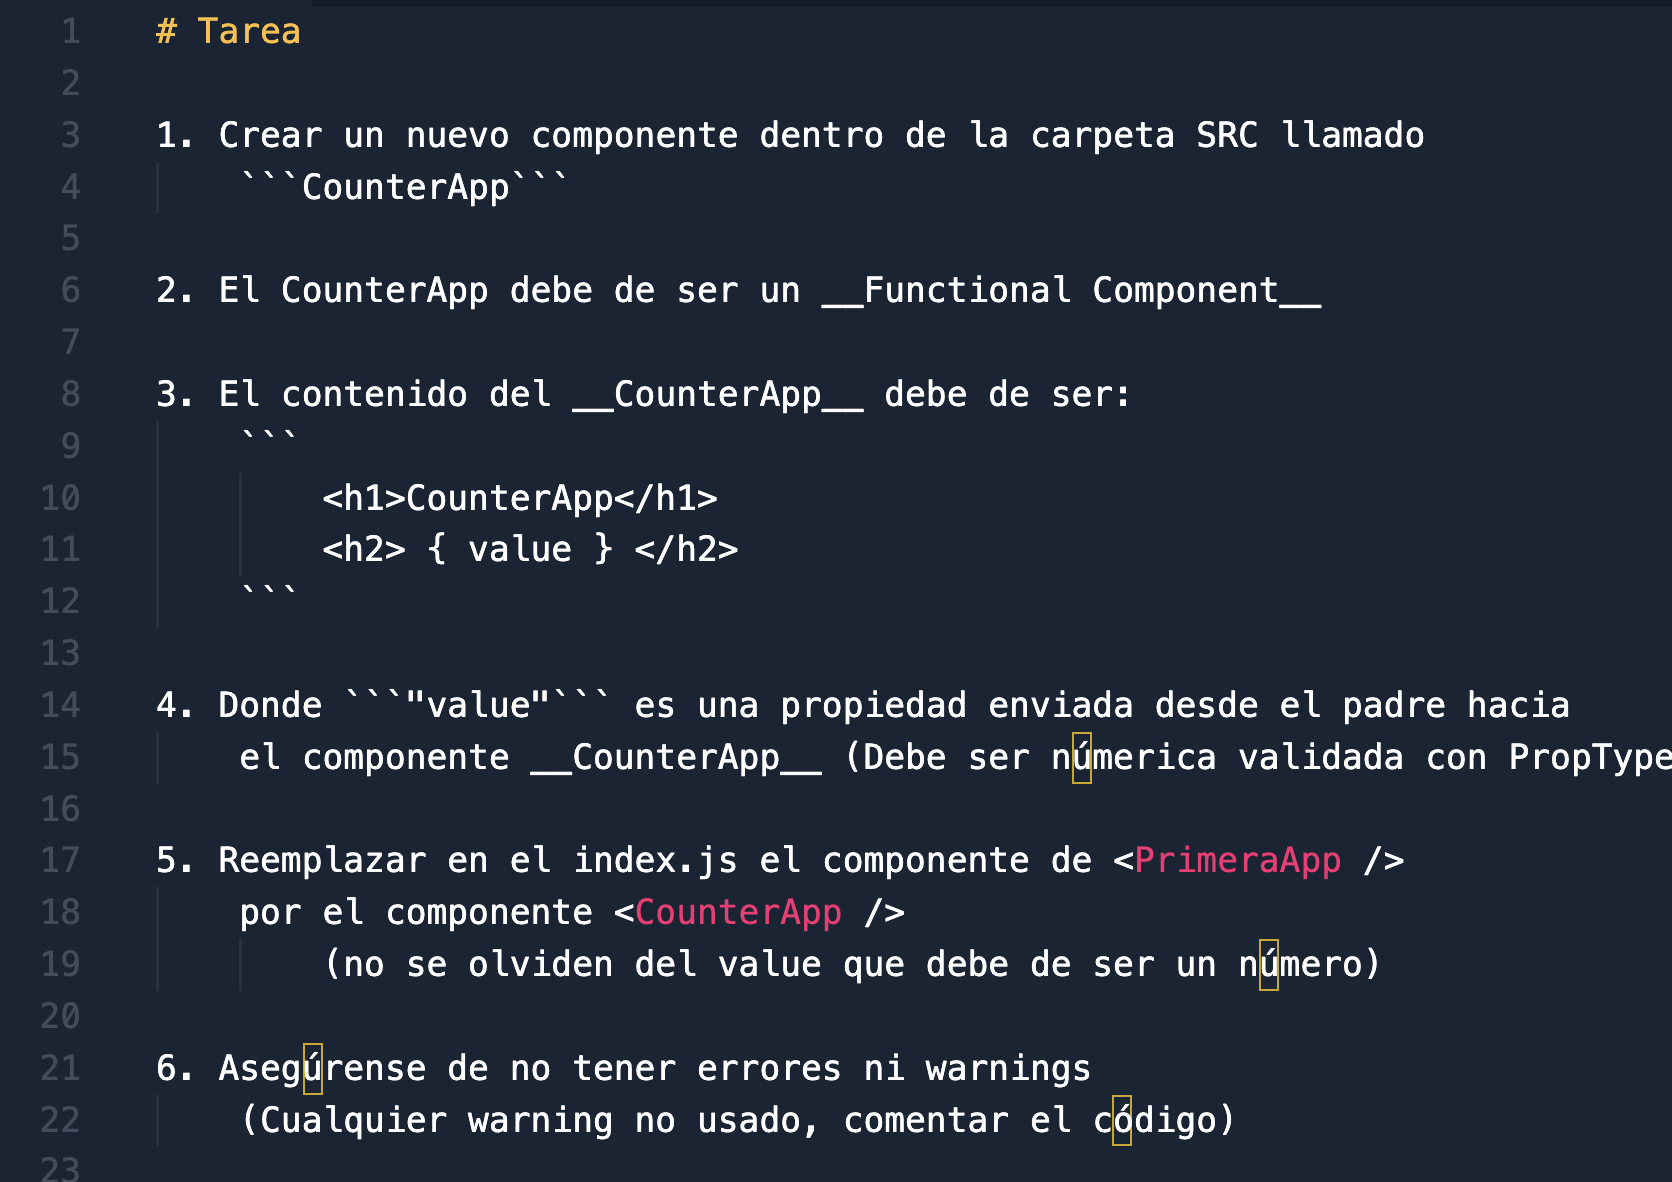 1 # Tarea
2
3 1. Crear un nuevo componente dentro de la carpeta SRC llamado
4 ```CounterApp```
5
6 2. El CounterApp debe de ser un __Functional Component__
7
8 3. El contenido del __CounterApp__ debe de ser:
9 ```
10 <h1>CounterApp</h1>
11 <h2> { value } </h2>
12 ```
13
14 4. Donde ```"value"``` es una propiedad enviada desde el padre hacia
15 el componente __CounterApp__ (Debe ser númerica validada con PropType
16
17 5. Reemplazar en el index.js el componente de <PrimeraApp />
18 por el componente <CounterApp />
19 (no se olviden del value que debe de ser un número)
20
21 6. Asegúrense de no tener errores ni warnings
22 (Cualquier warning no usado, comentar el código)
23